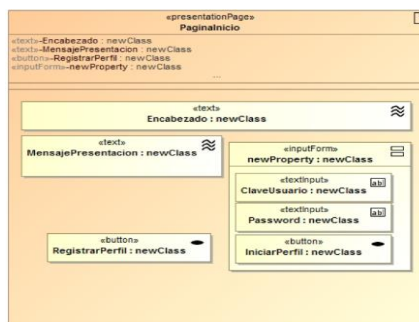 «presentationPage»
PaginaInicio
«text»-Encabezado : newClass
«text»-MensajePresentacion : newClass
«button»-RegistrarPerfil : newClass
«inputForm»-newProperty : newClass
...
«text»
Encabezado : newClass
«text»
MensajePresentacion : newClass
«inputForm»
newProperty : newClass
«textInput»
ClaveUsuario : newClass
ab
«textInput»
Password : newClass
ab
«button»
RegistrarPerfil : newClass
«button»
IniciarPerfil : newClass